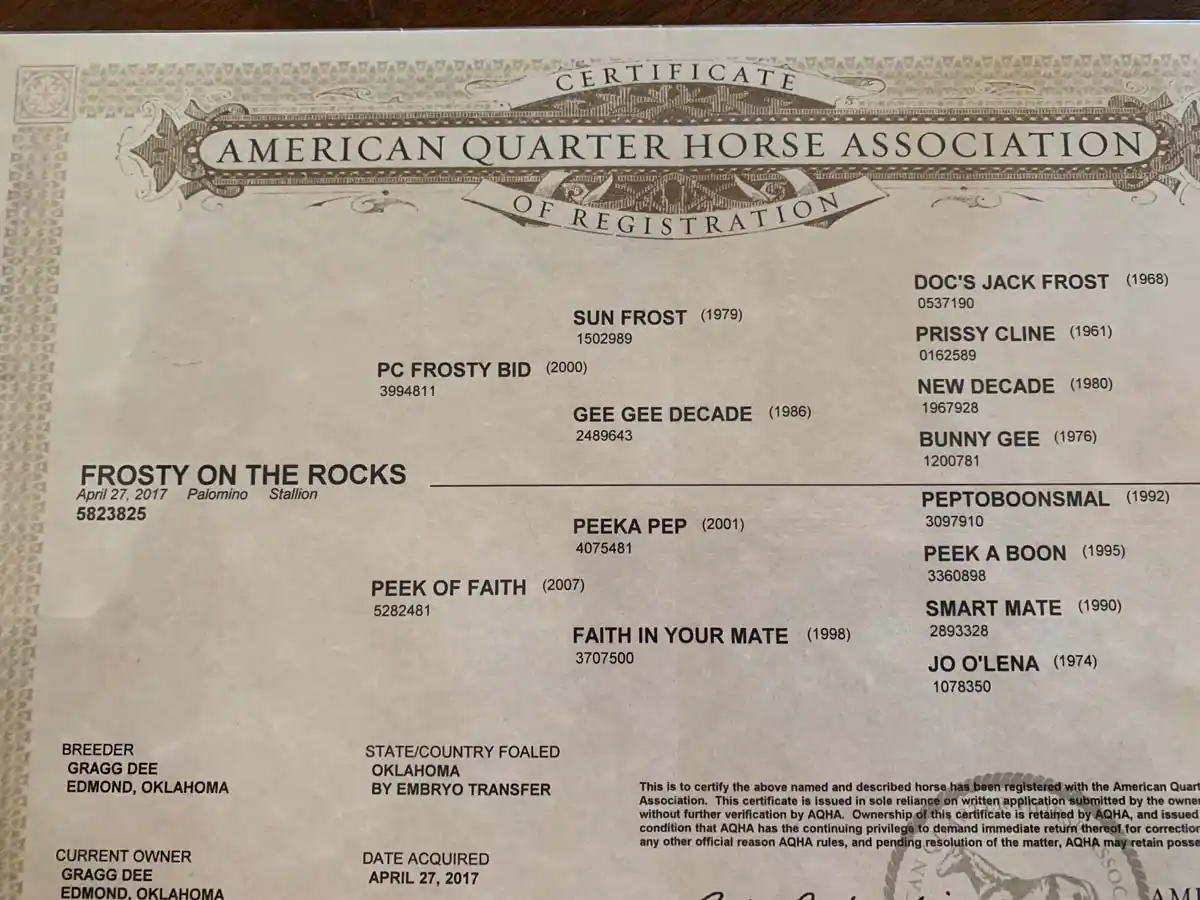 CERTIFICATE
AMERICAN QUARTER HORSE ASSOCIATION
OF REGISTRATION
DOC'S JACK FROST (1968)
0537190
SUN FROST (1979)
1502989
PRISSY CLINE (1961)
0162589
PC FROSTY BID (2000)
3994811
NEW DECADE (1980)
1967928
GEE GEE DECADE (1986)
2489643
BUNNY GEE (1976)
1200781
FROSTY ON THE ROCKS
April 27, 2017 Palomino Stallion
5823825
PEPTOBOONSMAL (1992)
3097910
PEEKA PEP (2001)
4075481
PEEK A BOON (1995)
3360898
PEEK OF FAITH (2007)
5282481
SMART MATE (1990)
2893328
FAITH IN YOUR MATE (1998)
3707500
JO O'LENA (1974)
1078350
BREEDER
GRAGG DEE
EDMOND, OKLAHOMA
STATE/COUNTRY FOALED
OKLAHOMA
BY EMBRYO TRANSFER
CURRENT OWNER
GRAGG DEE
EDMOND, OKLAHOMA
DATE ACQUIRED
APRIL 27, 2017
This is to certify the above named and described horse has been registered with the American Quart
Association. This certificate is issued in sole reliance on written application submitted by the owne
without further verification by AQHA. Ownership of this certificate is retained by AQHA, and issued
condition that AQHA has the continuing privilege to demand immediate return thereof for correctio
any other official reason AQHA rules, and pending resolution of the matter, AQHA may retain posse